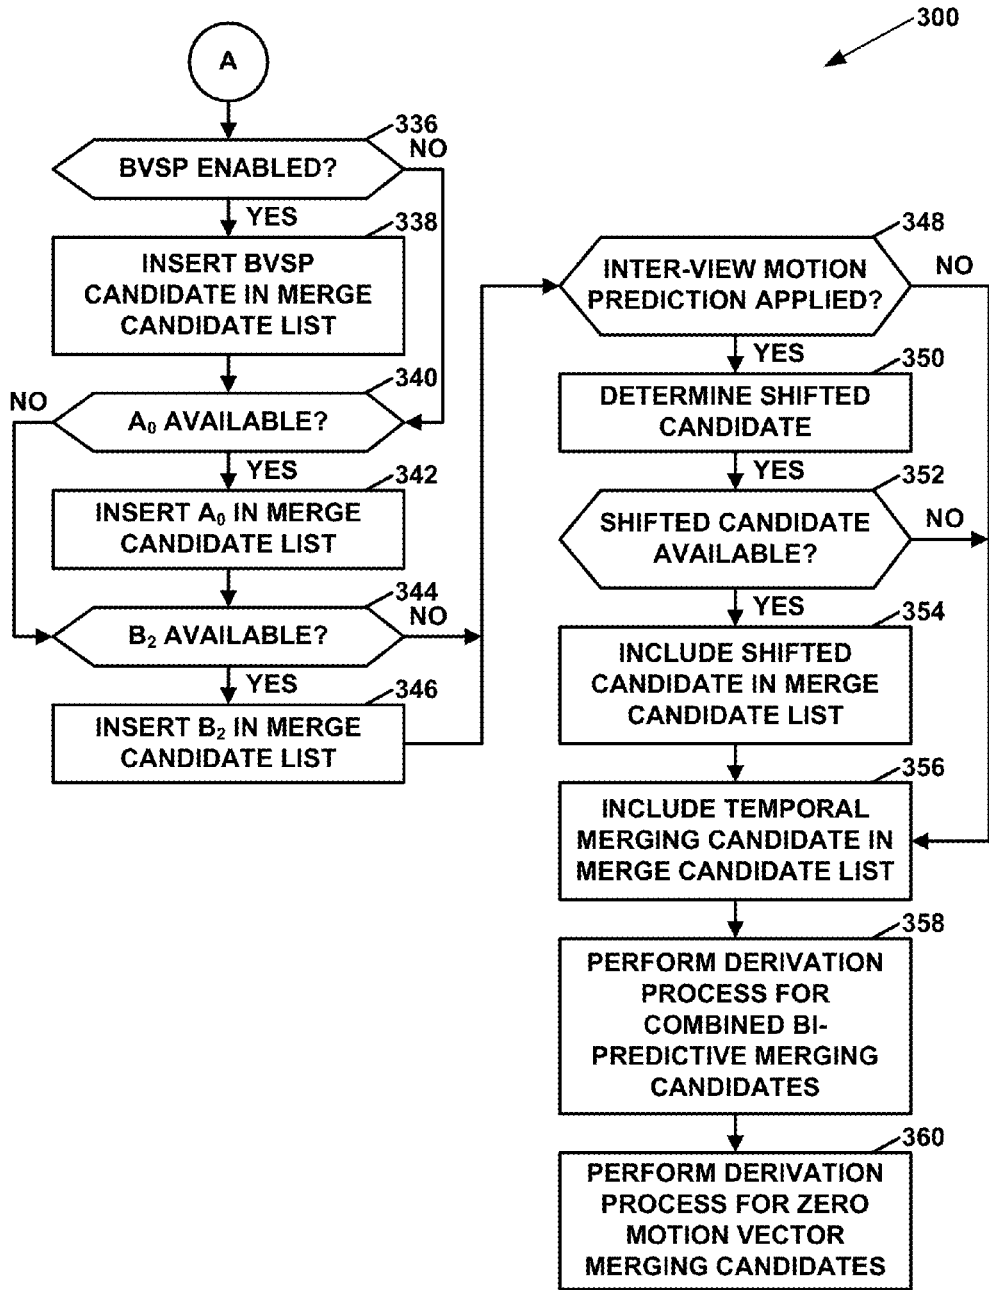 300
A
336
BVSP ENABLED?
NO
YES
338
INSERT BVSP
CANDIDATE IN MERGE
CANDIDATE LIST
340
NO
A₀ AVAILABLE?
YES
342
INSERT A₀ IN MERGE
CANDIDATE LIST
344
B₂ AVAILABLE?
NO
YES
346
INSERT B₂ IN MERGE
CANDIDATE LIST
348
INTER-VIEW MOTION
PREDICTION APPLIED?
NO
YES
350
DETERMINE SHIFTED
CANDIDATE
YES
352
SHIFTED CANDIDATE
AVAILABLE?
NO
YES
354
INCLUDE SHIFTED
CANDIDATE IN MERGE
CANDIDATE LIST
356
INCLUDE TEMPORAL
MERGING CANDIDATE IN
MERGE CANDIDATE LIST
358
PERFORM DERIVATION
PROCESS FOR
COMBINED BI-
PREDICTIVE MERGING
CANDIDATES
360
PERFORM DERIVATION
PROCESS FOR ZERO
MOTION VECTOR
MERGING CANDIDATES